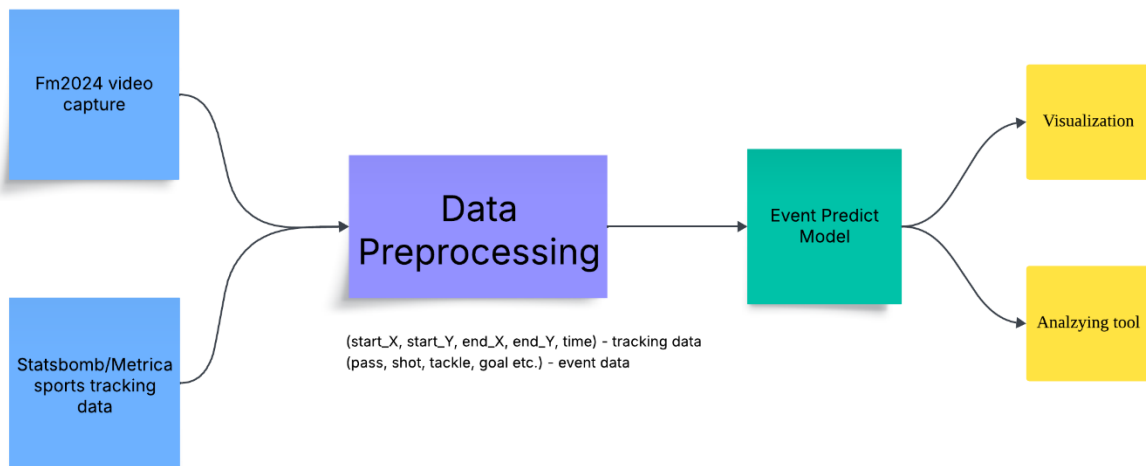 Fm2024 video
capture
Statsbomb/Metrica
sports tracking
data
Data
Preprocessing
(start_X, start_Y, end_X, end_Y, time) - tracking data
(pass, shot, tackle, goal etc.) - event data
Event Predict
Model
Visualization
Analzying tool